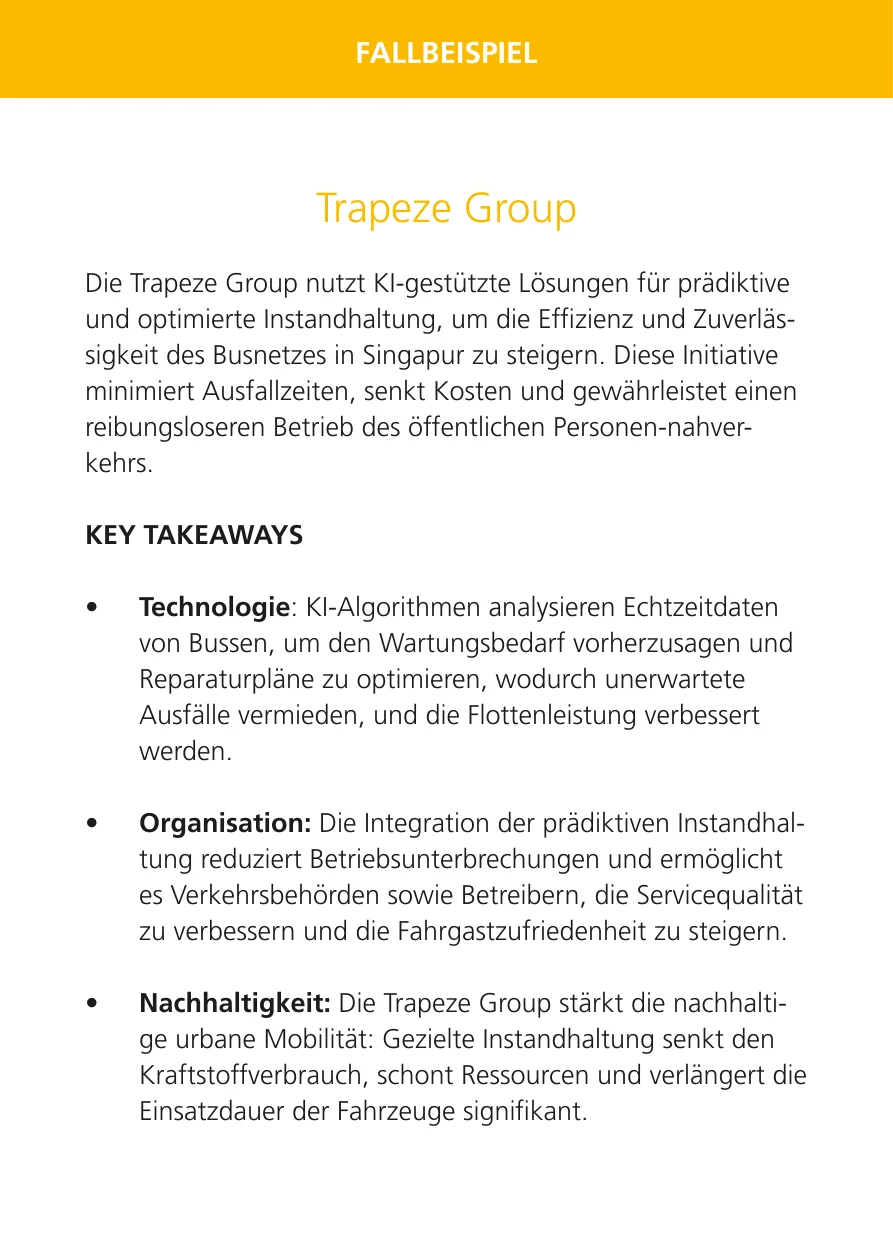 FALLBEISPIEL
Trapeze Group
Die Trapeze Group nutzt KI-gestützte Lösungen für prädiktive
und optimierte Instandhaltung, um die Effizienz und Zuverläs-
sigkeit des Busnetzes in Singapur zu steigern. Diese Initiative
minimiert Ausfallzeiten, senkt Kosten und gewährleistet einen
reibungsloseren Betrieb des öffentlichen Personen-nahver-
kehrs.
KEY TAKEAWAYS
• Technologie: KI-Algorithmen analysieren Echtzeitdaten
von Bussen, um den Wartungsbedarf vorherzusagen und
Reparaturpläne zu optimieren, wodurch unerwartete
Ausfälle vermieden, und die Flottenleistung verbessert
werden.
• Organisation: Die Integration der prädiktiven Instandhal-
tung reduziert Betriebsunterbrechungen und ermöglicht
es Verkehrsbehörden sowie Betreibern, die Servicequalität
zu verbessern und die Fahrgastzufriedenheit zu steigern.
• Nachhaltigkeit: Die Trapeze Group stärkt die nachhalti-
ge urbane Mobilität: Gezielte Instandhaltung senkt den
Kraftstoffverbrauch, schont Ressourcen und verlängert die
Einsatzdauer der Fahrzeuge signifikant.